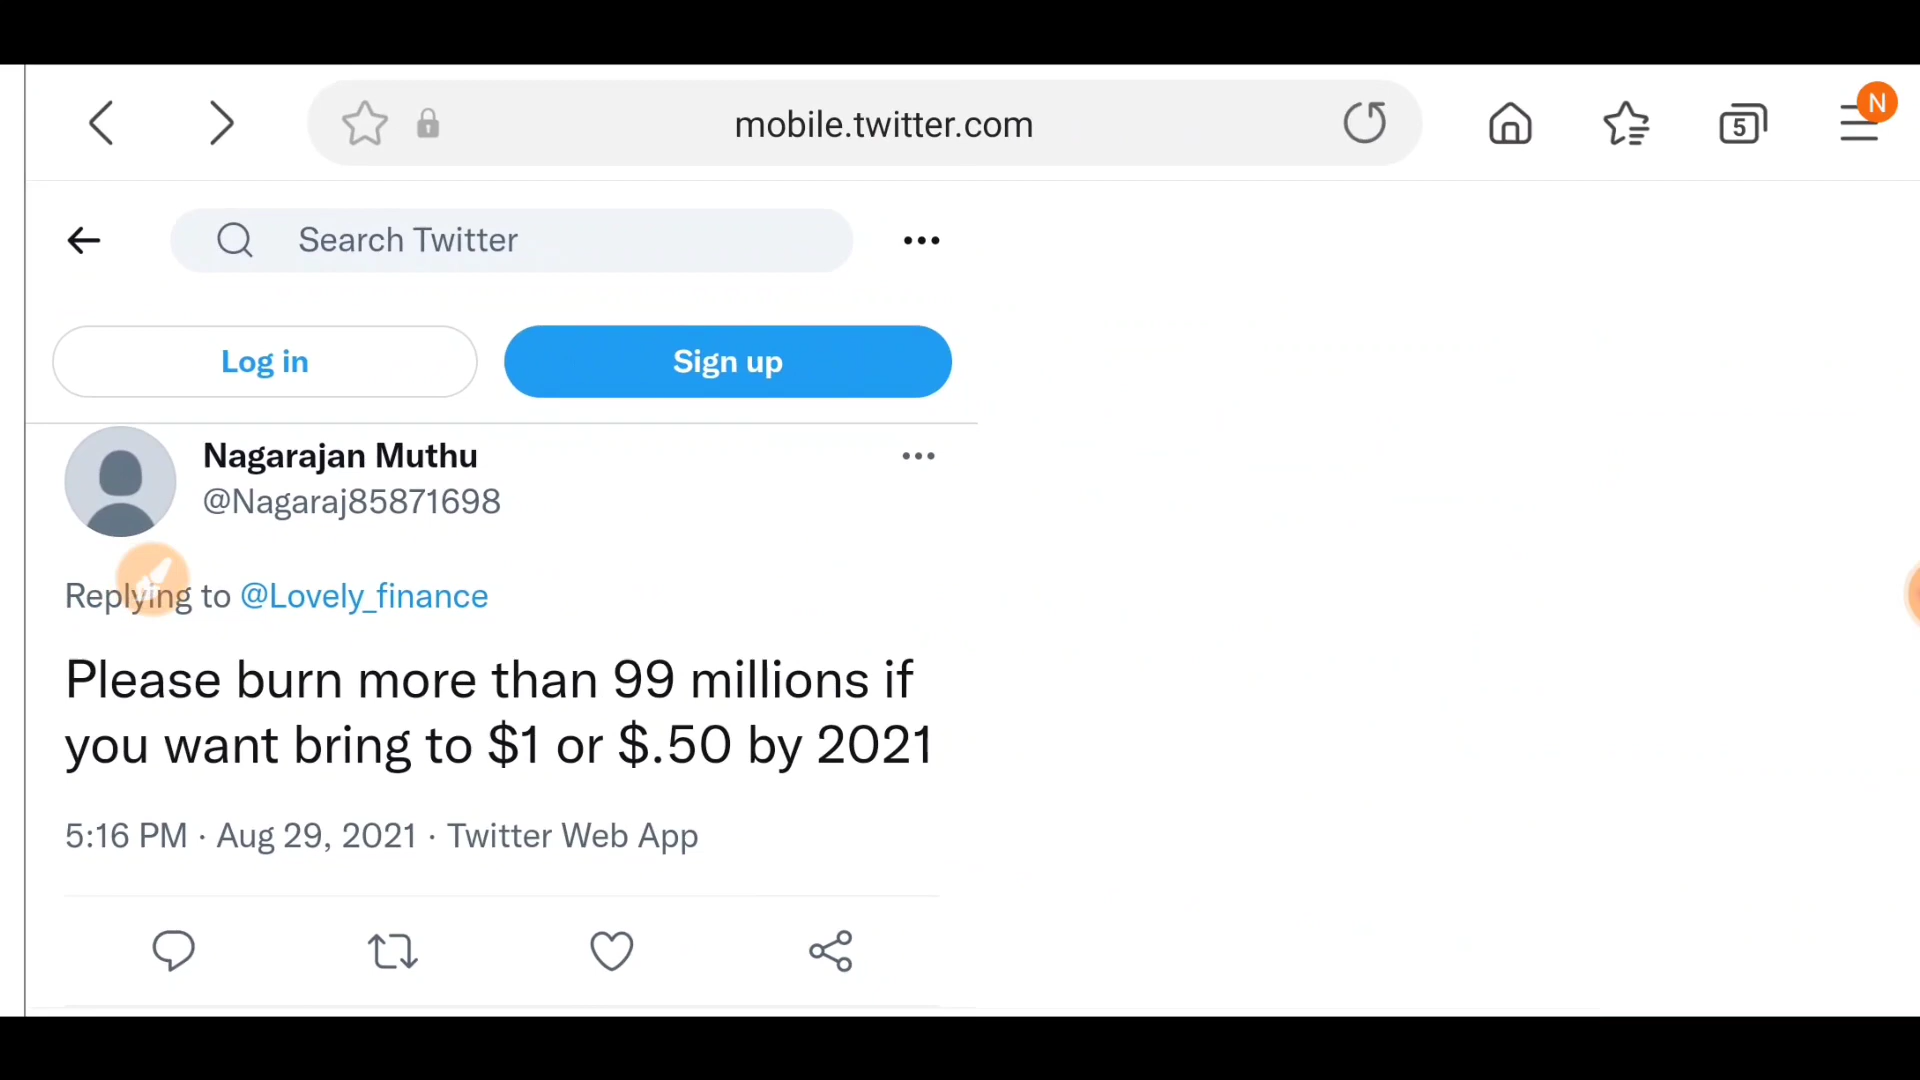 mobile.twitter.com
5
N
Search Twitter
Log in
Sign up
Nagarajan Muthu
@Nagaraj85871698
Replying to @Lovely_finance
Please burn more than 99 millions if
you want bring to $1 or $.50 by 2021
5:16 PM · Aug 29, 2021 · Twitter Web App